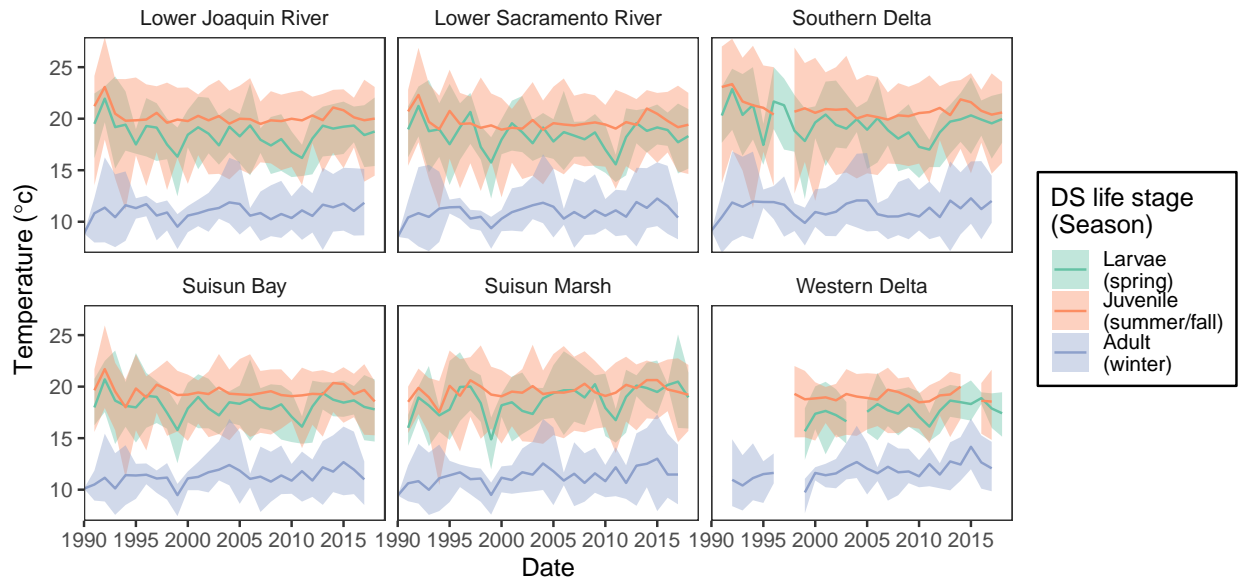 Lower Joaquin River
Lower Sacramento River
Southern Delta
25
20
15
10
Suisun Bay
Suisun Marsh
Western Delta
25
20
15
10
1990 1995 2000 2005 2010 2015
1990 1995 2000 2005 2010 2015
1990 1995 2000 2005 2010 2015
Temperature (°c)
Date
DS life stage
(Season)
Larvae
(spring)
Juvenile
(summer/fall)
Adult
(winter)